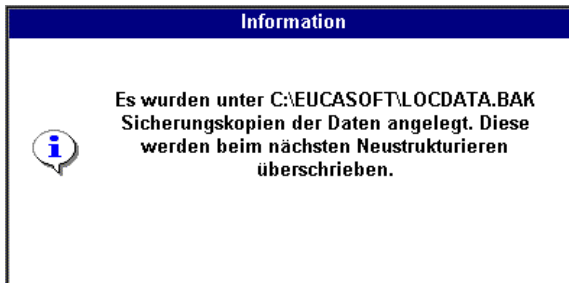 Information
Es wurden unter C:\EUCASOFT\LOCDATA.BAK
Sicherungskopien der Daten angelegt. Diese
werden beim nächsten Neustrukturieren
überschrieben.